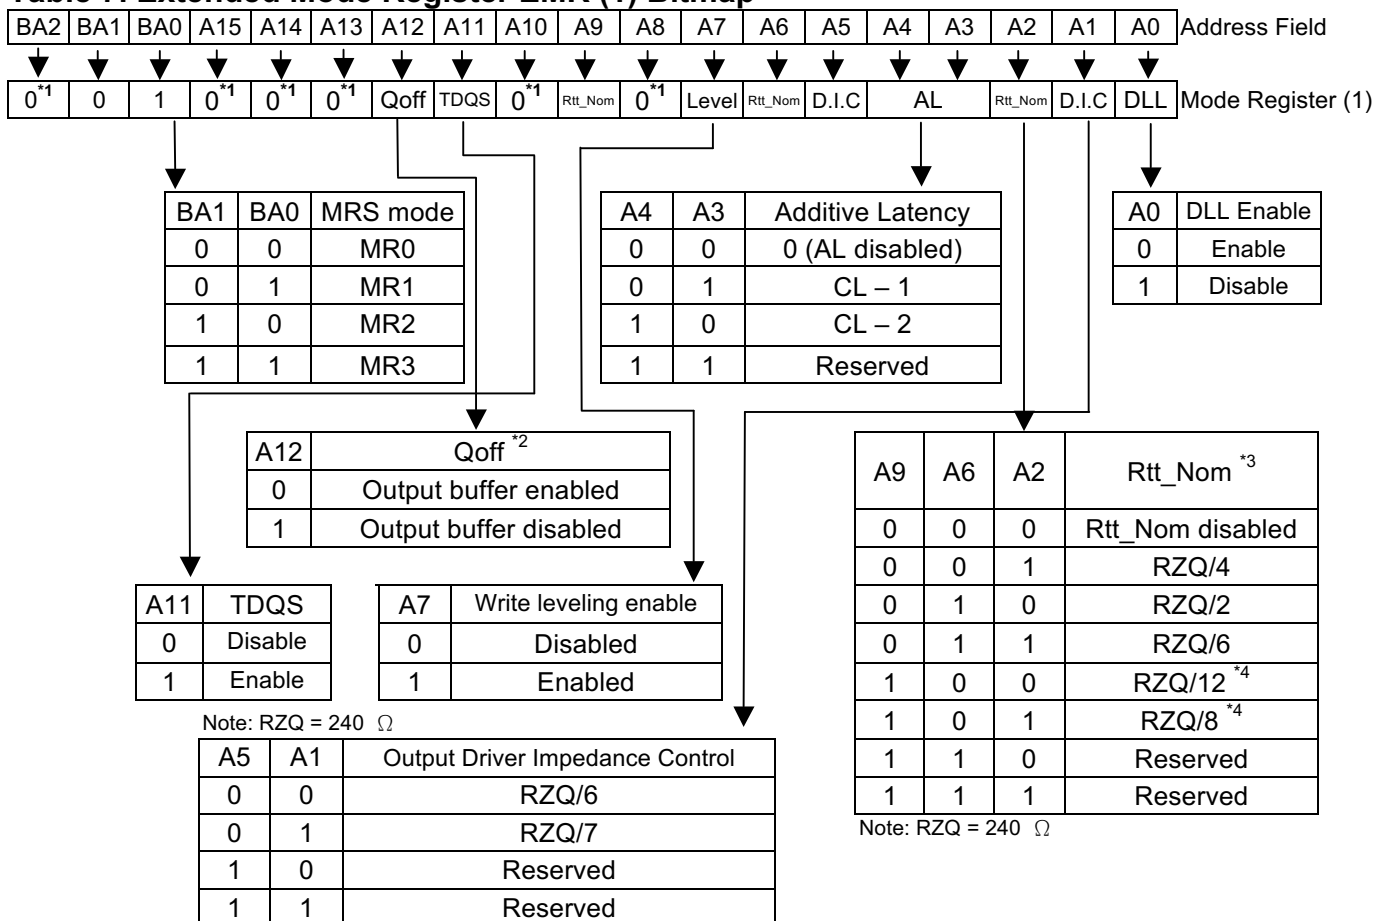 Table 7. Extended Mode Register EMR (1) Bitmap
BA2 BA1 BA0 A15 A14 A13 A12 A11 A10 A9 A8 A7 A6 A5 A4 A3 A2 A1 A0 Address Field
0*1 0 1 0*1 0*1 0*1 Qoff TDQS 0*1 Rtt_Nom 0*1 Level Rtt_Nom D.I.C AL Rtt_Nom D.I.C DLL Mode Register (1)
BA1 BA0 MRS mode
0 0 MR0
0 1 MR1
1 0 MR2
1 1 MR3
A4 A3 Additive Latency
0 0 0 (AL disabled)
0 1 CL – 1
1 0 CL – 2
1 1 Reserved
A0 DLL Enable
0 Enable
1 Disable
A12 Qoff *2
0 Output buffer enabled
1 Output buffer disabled
A9 A6 A2 Rtt_Nom *3
0 0 0 Rtt_Nom disabled
0 0 1 RZQ/4
0 1 0 RZQ/2
0 1 1 RZQ/6
1 0 0 RZQ/12 *4
1 0 1 RZQ/8 *4
1 1 0 Reserved
1 1 1 Reserved
Note: RZQ = 240 Ω
A11 TDQS
0 Disable
1 Enable
A7 Write leveling enable
0 Disabled
1 Enabled
Note: RZQ = 240 Ω
A5 A1 Output Driver Impedance Control
0 0 RZQ/6
0 1 RZQ/7
1 0 Reserved
1 1 Reserved